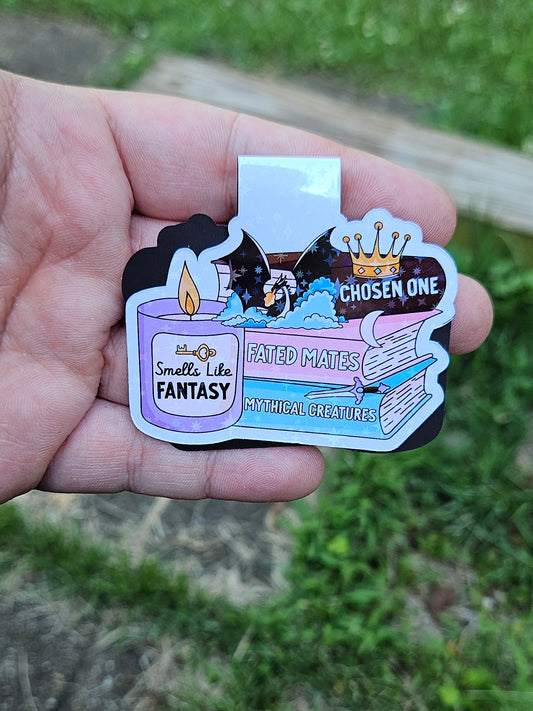 CHOSEN ONE
FATED MATES
Smells Like
FANTASY
MYTHICAL CREATURES